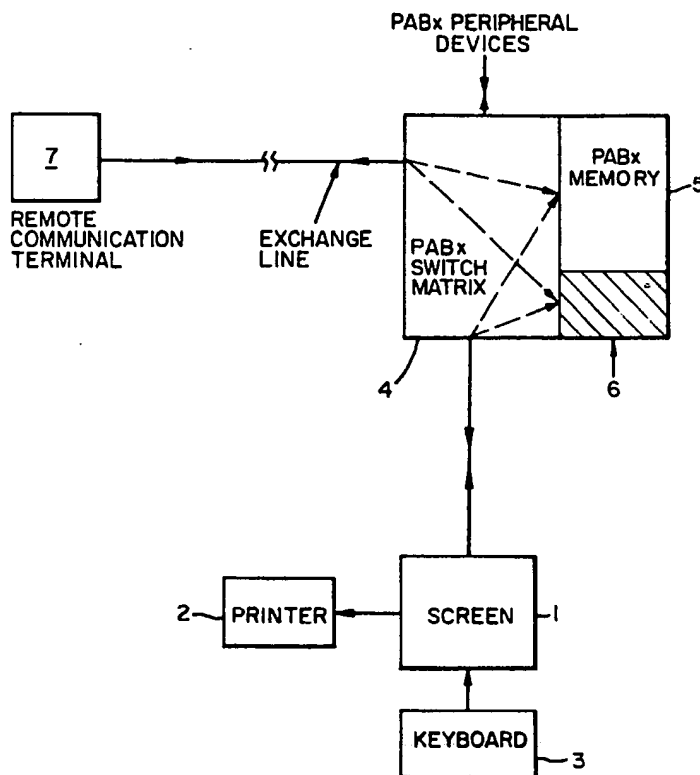 PABx PERIPHERAL
DEVICES
7
REMOTE
COMMUNICATION
TERMINAL
EXCHANGE
LINE
PABx
SWITCH
MATRIX
PABx
MEMORY
5
4
6
2
PRINTER
SCREEN
1
KEYBOARD
3